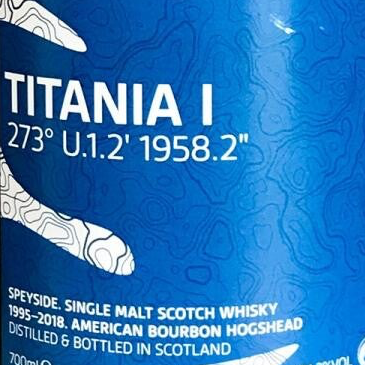 TITANIA I
273° U.1.2' 1958.2"
SPEYSIDE. SINGLE MALT SCOTCH WHISKY
1995-2018. AMERICAN BOURBON HOGSHEAD
DISTILLED & BOTTLED IN SCOTLAND
700ml